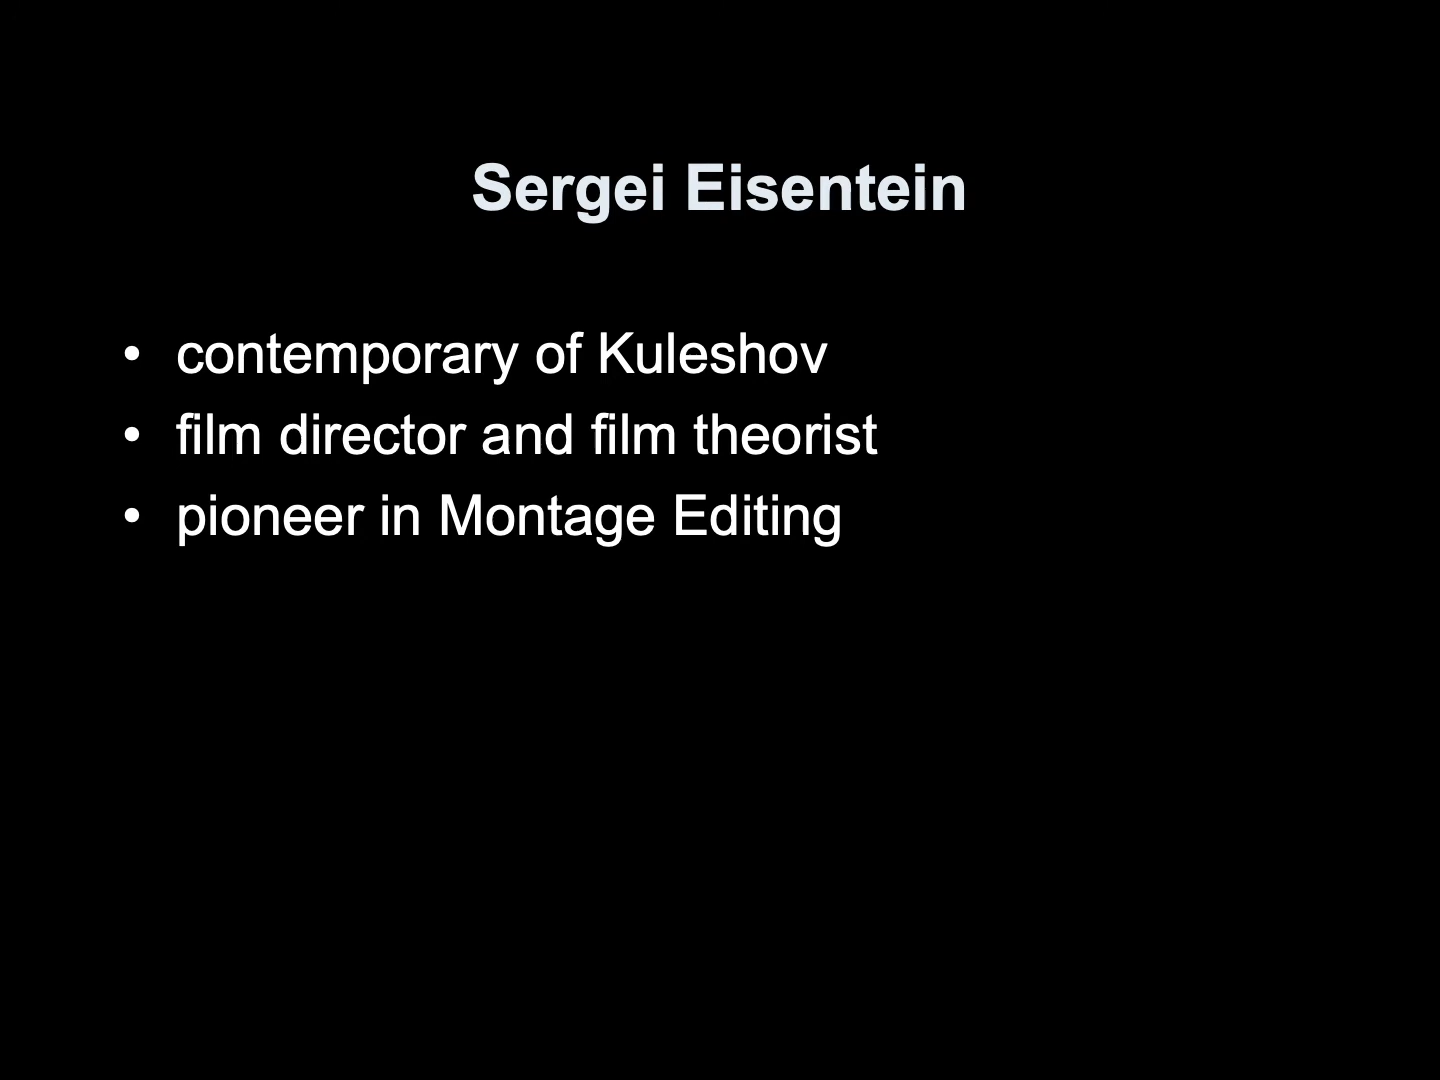 Sergei Eisentein
• contemporary of Kuleshov
• film director and film theorist
• pioneer in Montage Editing